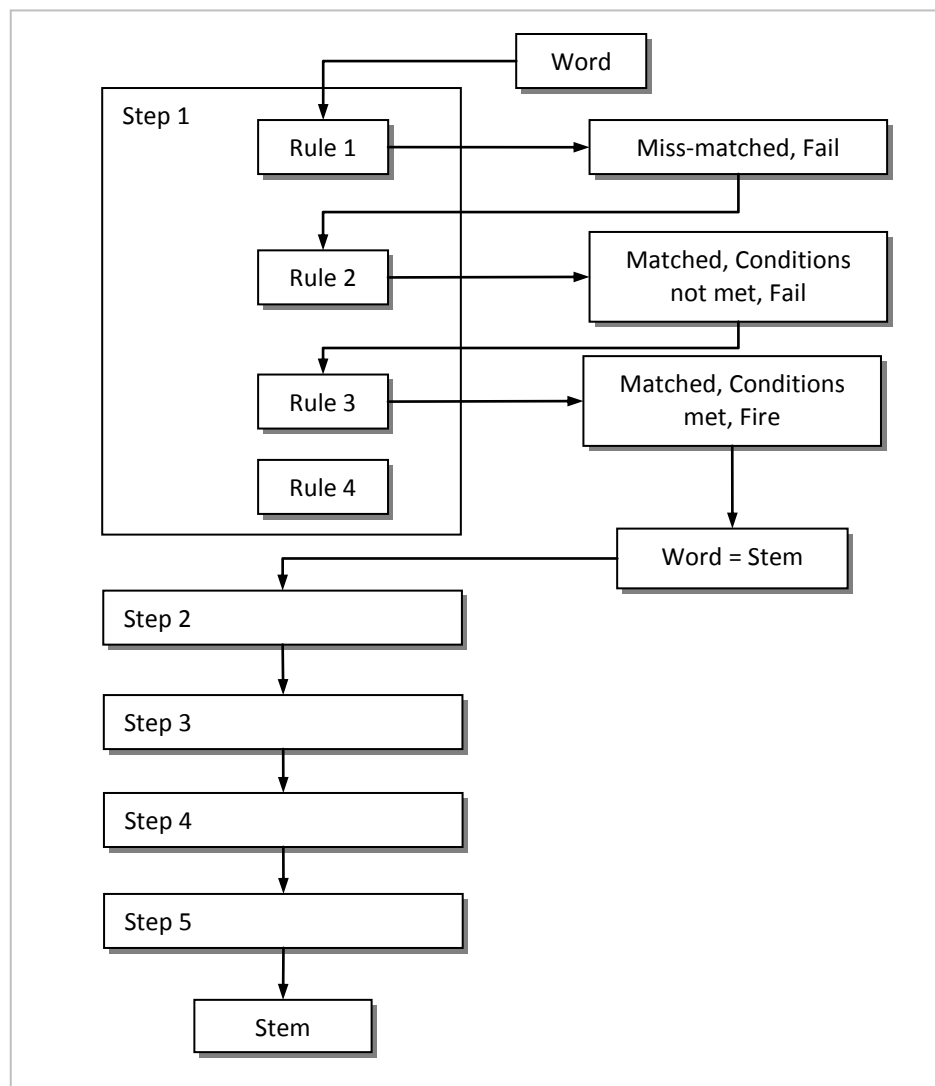 Word
Step 1
Rule 1
Miss-matched, Fail
Rule 2
Matched, Conditions
not met, Fail
Rule 3
Matched, Conditions
met, Fire
Rule 4
Word = Stem
Step 2
Step 3
Step 4
Step 5
Stem